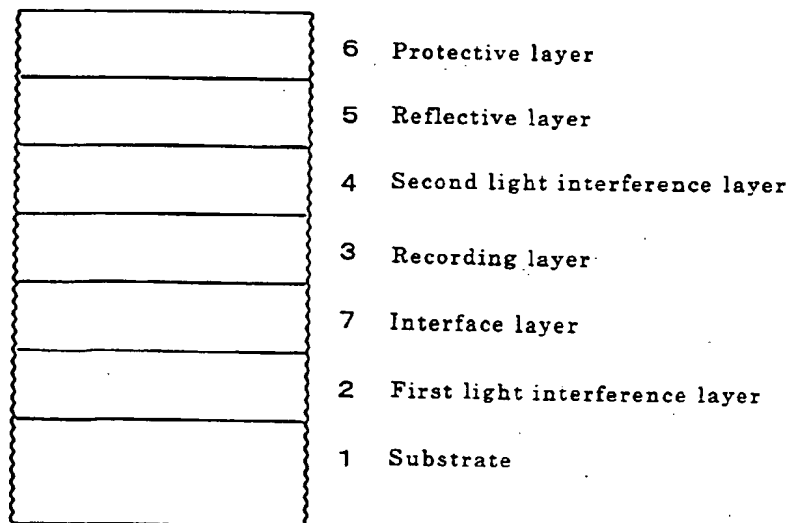 6 Protective layer
5 Reflective layer
4 Second light interference layer
3 Recording layer
7 Interface layer
2 First light interference layer
1 Substrate